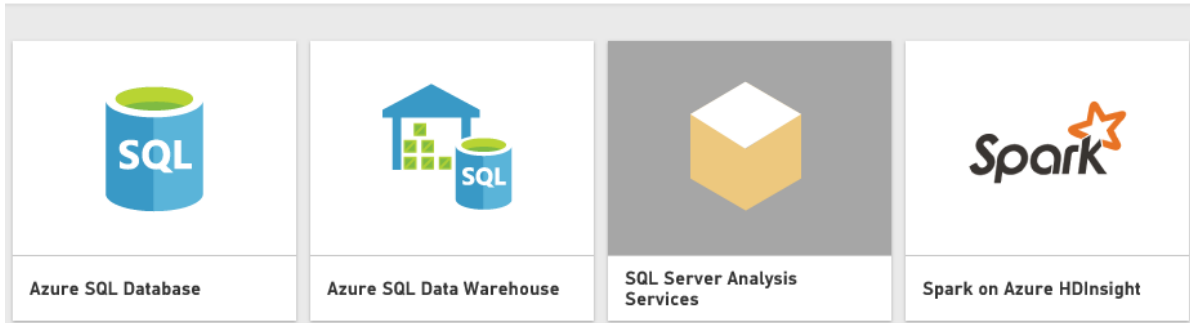 SQL
SQL
Spark
Azure SQL Database
Azure SQL Data Warehouse
SQL Server Analysis
Services
Spark on Azure HDInsight